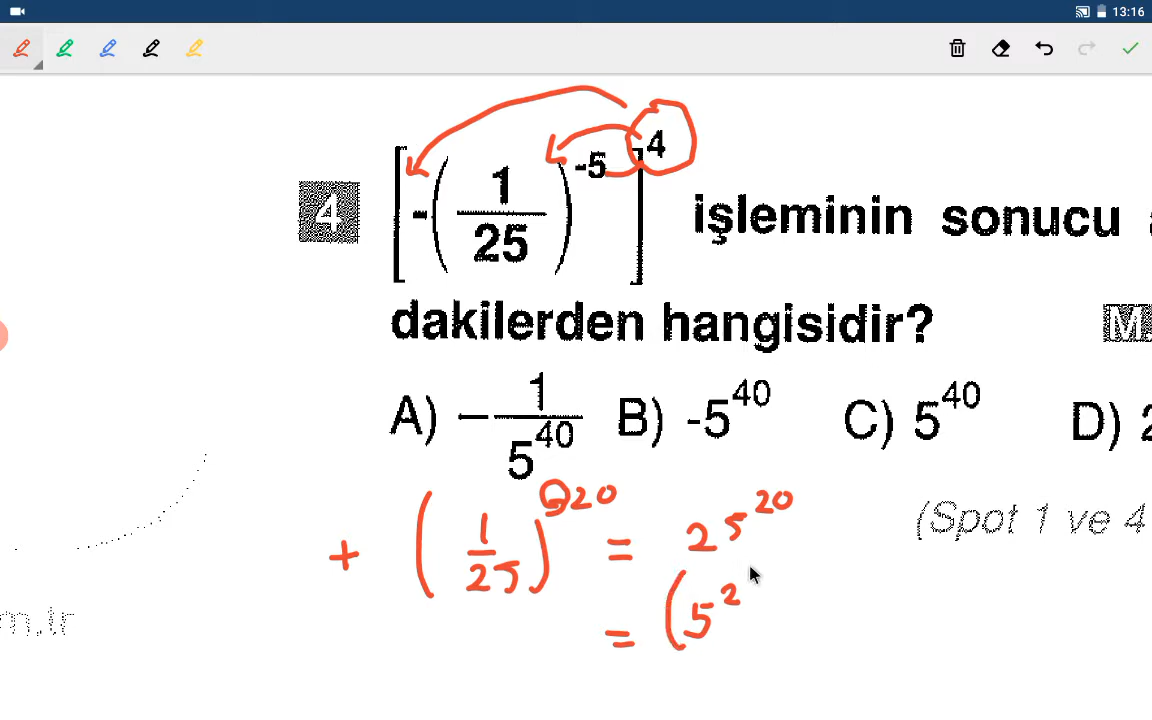 13:16
4 [-(1/25)^-5]^4 işleminin sonucu
dakilerden hangisidir?
A) -1/5^40 B) -5^40 C) 5^40 D) 2
(Spot 1 ve 4
+ (1/25)^-20 = 25^20
= (5^2
m.tr